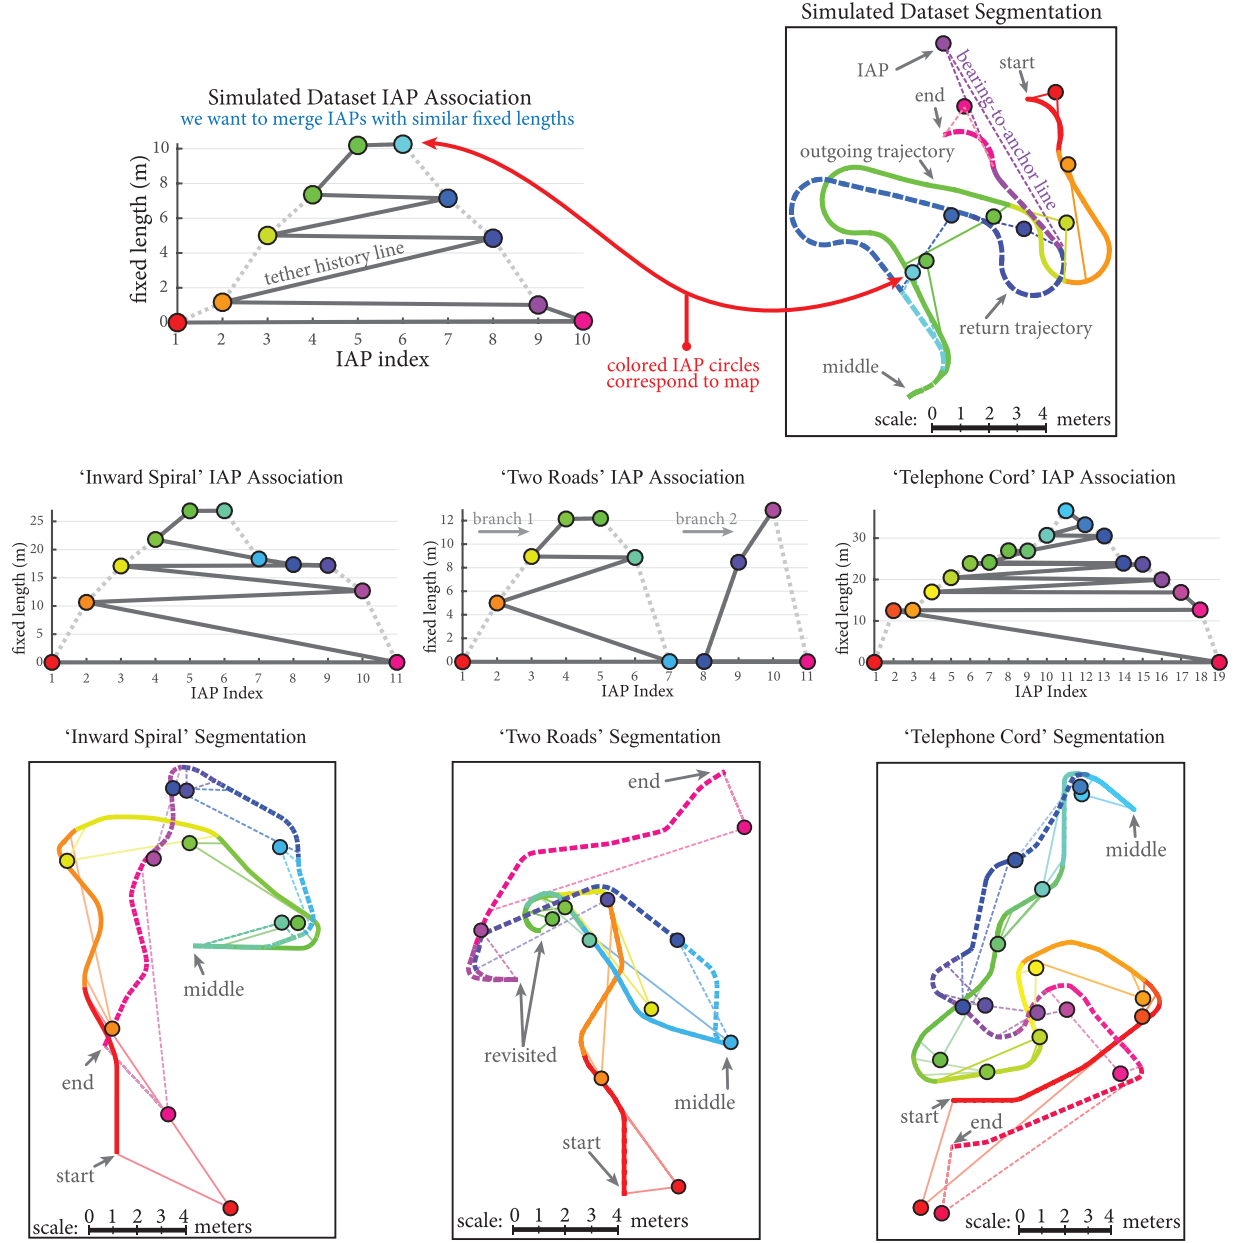 Simulated Dataset Segmentation
Simulated Dataset IAP Association
we want to merge IAPs with similar fixed lengths
fixed length (m)
10
8
6
4
2
0
tether history line
1 2 3 4 5 6 7 8 9 10
IAP index
colored IAP circles
correspond to map
IAP
start
end
bearing-to-anchor line
outgoing trajectory
return trajectory
middle
scale: 0 1 2 3 4 meters
‘Inward Spiral’ IAP Association
fixed length (m)
25
20
15
10
5
0
1 2 3 4 5 6 7 8 9 10 11
IAP Index
‘Two Roads’ IAP Association
branch 1
branch 2
fixed length (m)
12
10
8
6
4
2
0
1 2 3 4 5 6 7 8 9 10 11
IAP Index
‘Telephone Cord’ IAP Association
fixed length (m)
30
20
10
0
1 2 3 4 5 6 7 8 9 10 11 12 13 14 15 16 17 18 19
IAP Index
‘Inward Spiral’ Segmentation
middle
end
start
scale: 0 1 2 3 4 meters
‘Two Roads’ Segmentation
end
revisited
middle
start
scale: 0 1 2 3 4 meters
‘Telephone Cord’ Segmentation
middle
start
end
scale: 0 1 2 3 4 meters